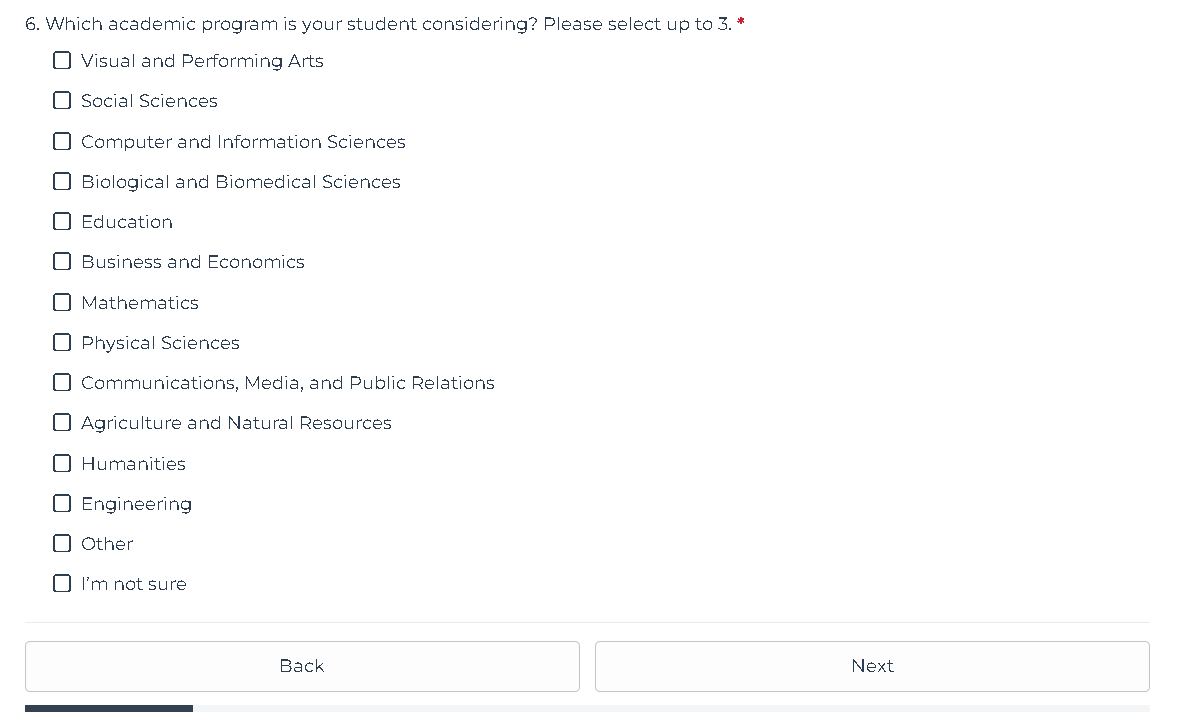 6. Which academic program is your student considering? Please select up to 3. *
Visual and Performing Arts
Social Sciences
Computer and Information Sciences
Biological and Biomedical Sciences
Education
Business and Economics
Mathematics
Physical Sciences
Communications, Media, and Public Relations
Agriculture and Natural Resources
Humanities
Engineering
Other
I'm not sure
Back
Next